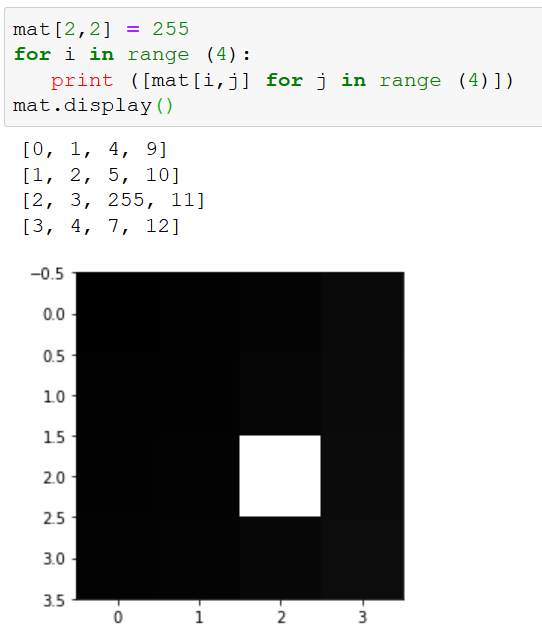 mat[2,2] = 255
for i in range (4):
   print ([mat[i,j] for j in range (4)])
mat.display()
[0, 1, 4, 9]
[1, 2, 5, 10]
[2, 3, 255, 11]
[3, 4, 7, 12]
−0.5
0.0
0.5
1.0
1.5
2.0
2.5
3.0
3.5
0 1 2 3